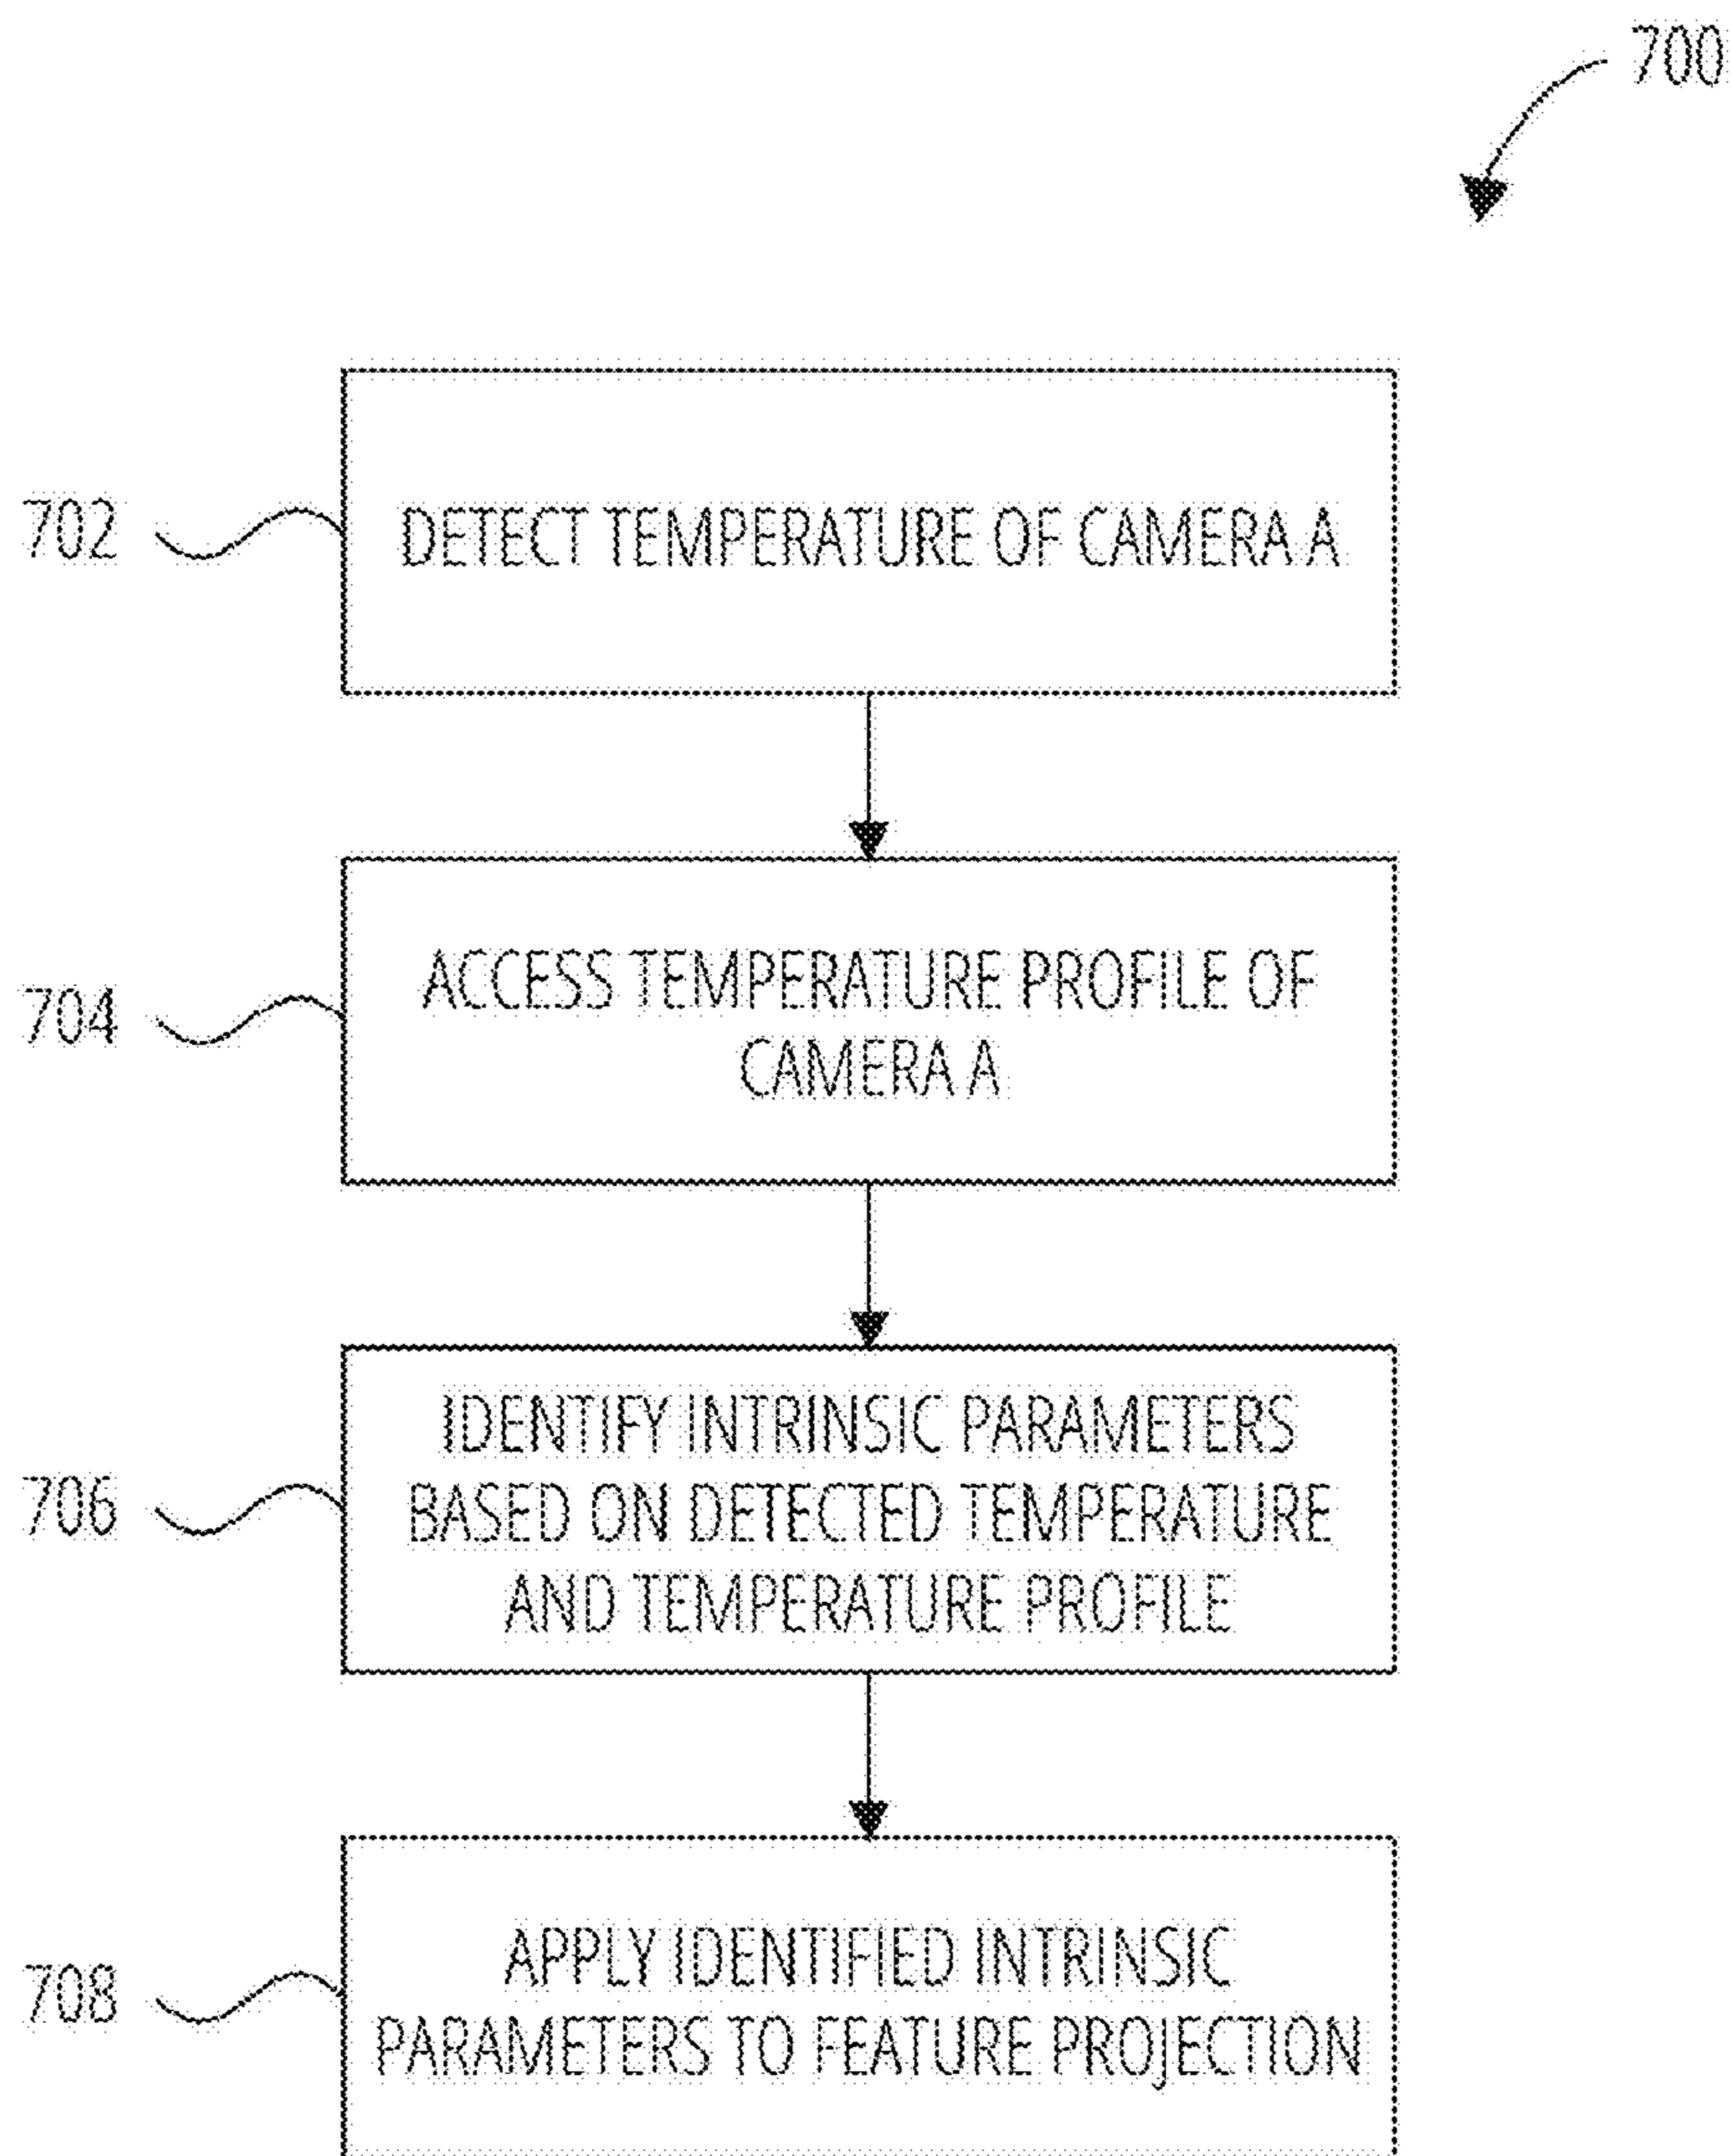 700
702
DETECT TEMPERATURE OF CAMERA A
704
ACCESS TEMPERATURE PROFILE OF
CAMERA A
706
IDENTIFY INTRINSIC PARAMETERS
BASED ON DETECTED TEMPERATURE
AND TEMPERATURE PROFILE
708
APPLY IDENTIFIED INTRINSIC
PARAMETERS TO FEATURE PROJECTION